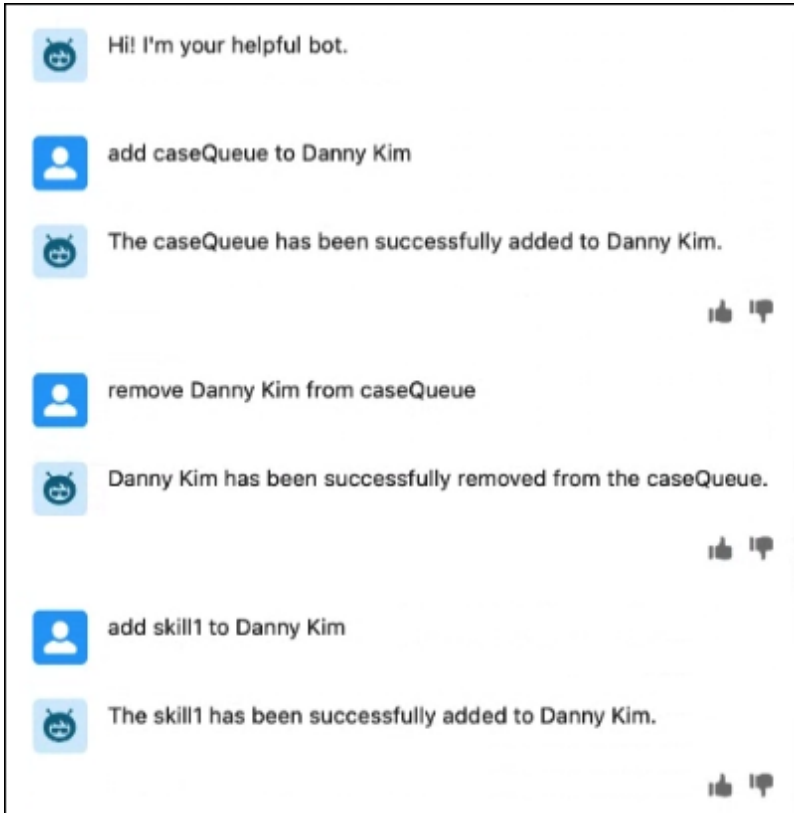 Hi! I'm your helpful bot.
add caseQueue to Danny Kim
The caseQueue has been successfully added to Danny Kim.
remove Danny Kim from caseQueue
Danny Kim has been successfully removed from the caseQueue.
add skill1 to Danny Kim
The skill1 has been successfully added to Danny Kim.